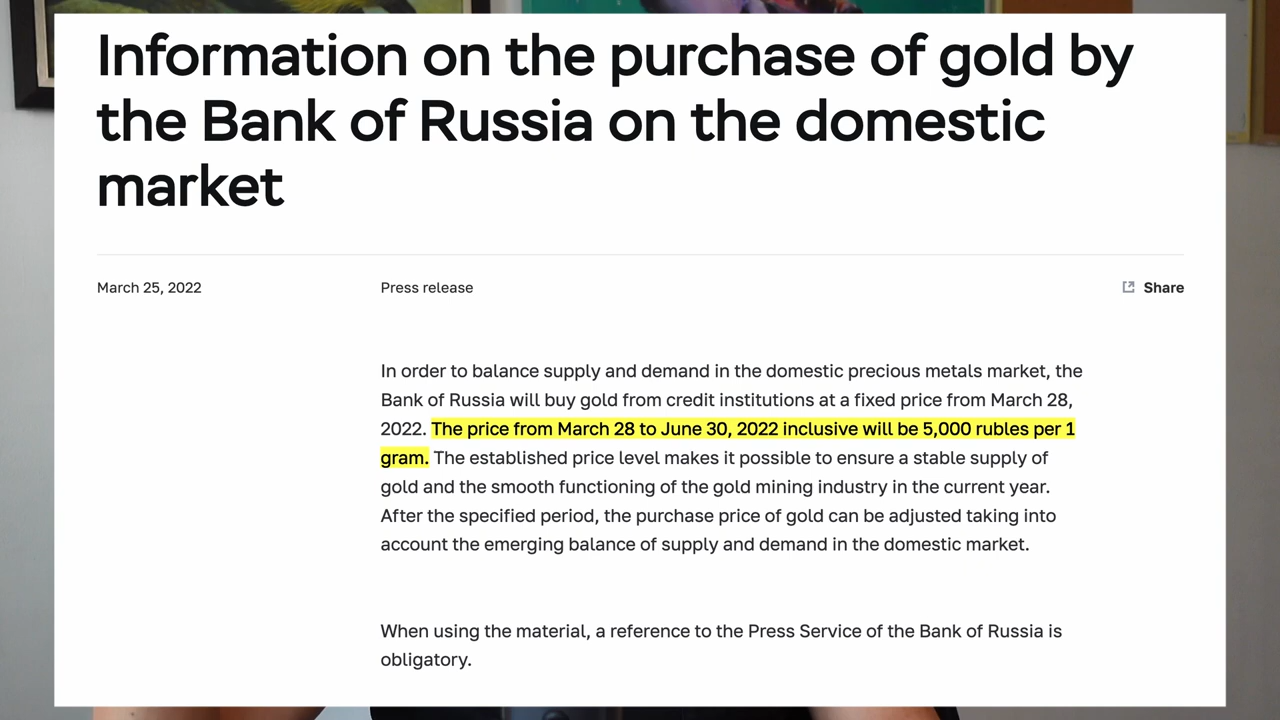 Information on the purchase of gold by
the Bank of Russia on the domestic
market
March 25, 2022
Press release
Share
In order to balance supply and demand in the domestic precious metals market, the
Bank of Russia will buy gold from credit institutions at a fixed price from March 28,
2022. The price from March 28 to June 30, 2022 inclusive will be 5,000 rubles per 1
gram. The established price level makes it possible to ensure a stable supply of
gold and the smooth functioning of the gold mining industry in the current year.
After the specified period, the purchase price of gold can be adjusted taking into
account the emerging balance of supply and demand in the domestic market.
When using the material, a reference to the Press Service of the Bank of Russia is
obligatory.